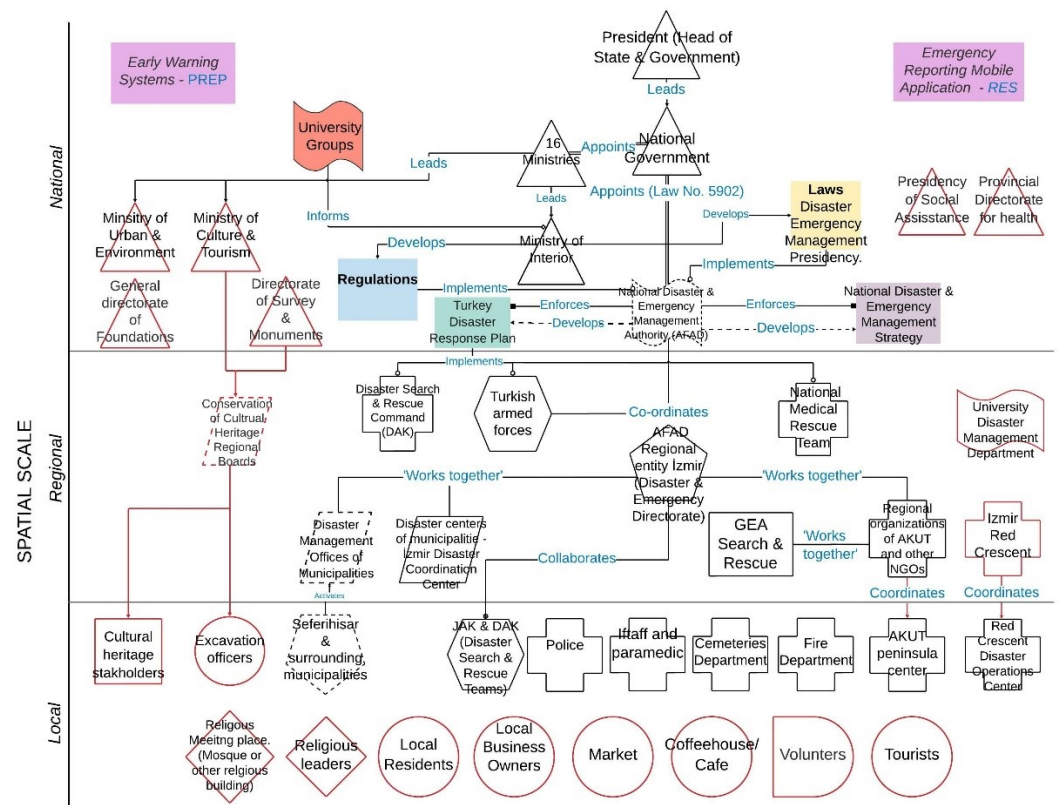 President (Head of
State & Government)
Early Warning
Systems - PREP
Emergency
Reporting Mobile
Application - RES
Leads
University
Groups
16
Ministries
Appoints
National
Government
Leads
Appoints (Law No. 5902)
Leads
Laws
Disaster
Emergency
Management
Presidency.
Presidency
of Social
Assisstance
Provincial
Directorate
for health
Minsitry of
Urban &
Environment
Ministry of
Culture &
Tourism
Informs
Develops
Develops
Ministry of
Interior
Implements
Regulations
General
directorate
of
Foundations
Directorate
of Survey
&
Monuments
Implements
Turkey
Disaster
Response Plan
Enforces
Develops
National Disaster &
Emergency
Management
Authority (AFAD)
Enforces
Develops
National Disaster &
Emergency
Management
Strategy
National
Regional
Local
SPATIAL SCALE
Implements
Conservation
of Cultrual
Heritage
Regional
Boards
Disaster Search
& Rescue
Command
(DAK)
Turkish
armed
forces
Co-ordinates
National
Medical
Rescue
Team
University
Disaster
Management
Department
AFAD
Regional
entity İzmir
(Disaster &
Emergency
Directorate)
'Works together'
'Works together'
Disaster
Management
Offices of
Municipalities
Disaster centers
of municipalitie -
Izmir Disaster
Coordination
Center
Collaborates
GEA
Search &
Rescue
'Works
together'
Regional
organizations
of AKUT
and other
NGOs
Izmir
Red
Crescent
Activates
Coordinates
Coordinates
Cultural
heritage
stakholders
Excavation
officers
Seferihisar
&
surrounding
municipalities
JAK & DAK
(Disaster
Search &
Rescue
Teams)
Police
Iftaff and
paramedic
Cemeteries
Department
Fire
Department
AKUT
peninsula
center
Red
Crescent
Disaster
Operations
Center
Religous
Meeitng place.
(Mosque or
other relgious
building)
Religious
leaders
Local
Residents
Local
Business
Owners
Market
Coffeehouse/
Cafe
Volunters
Tourists